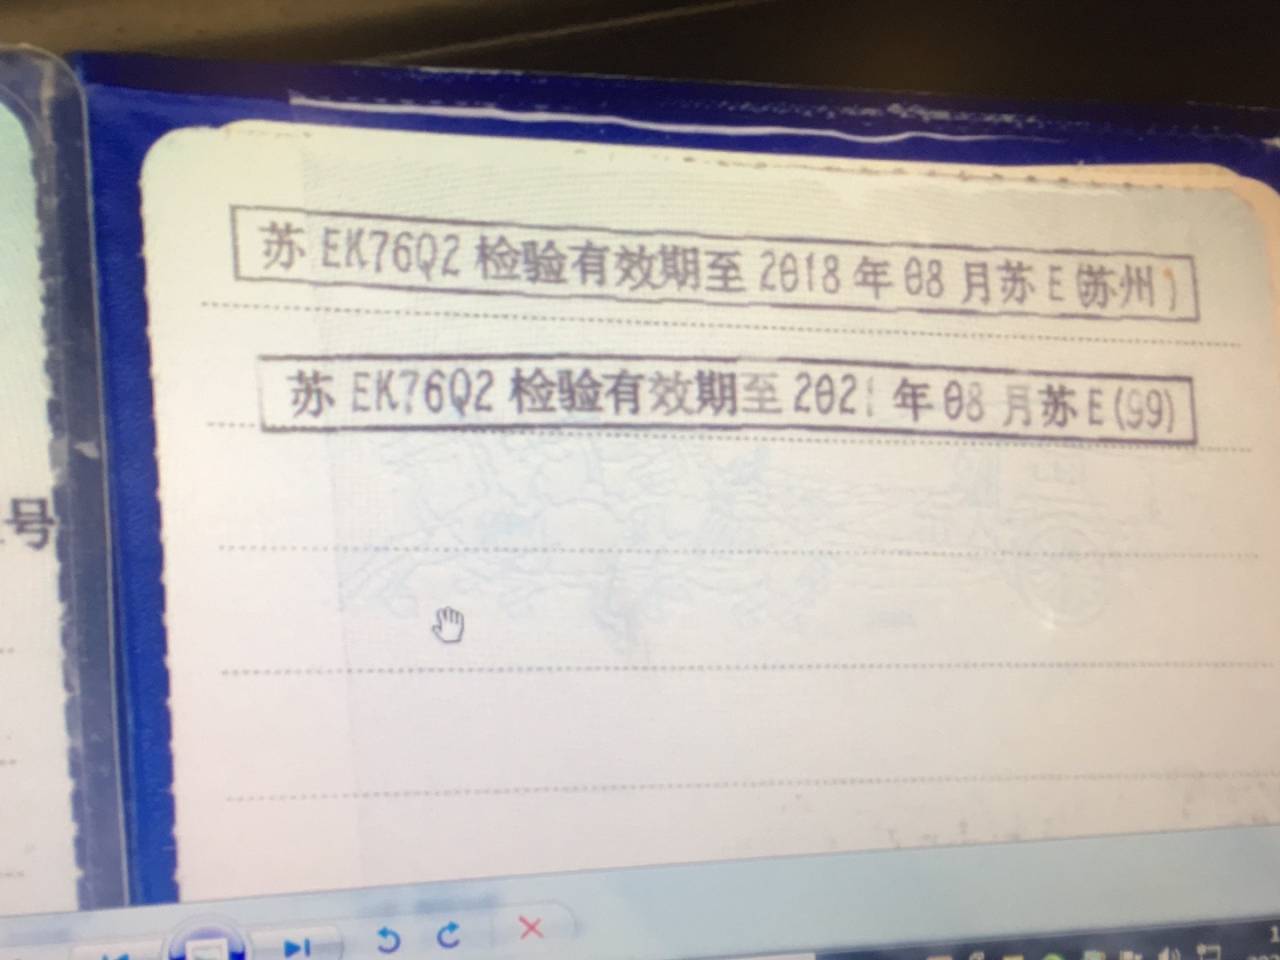 苏 EK76Q2 检验有效期至 2018 年 08 月苏 E (苏州)
苏 EK76Q2 检验有效期至 2021 年 08 月苏 E (99)
号